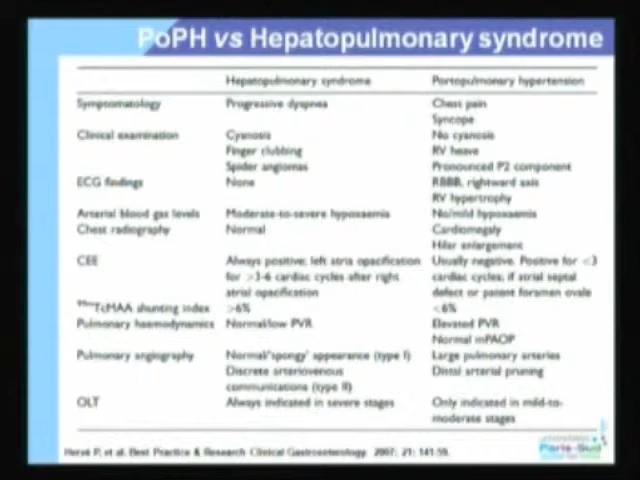 PoPH vs Hepatopulmonary syndrome
Hepatopulmonary syndrome Portopulmonary hypertension
Symptomatology Progressive dyspnea Chest pain
Syncope
Clinical examination Cyanosis No cyanosis
Finger clubbing RV heave
Spider angiomas Pronounced P2 component
ECG findings None RBBB, rightward axis
RV hypertrophy
Arterial blood gas levels Moderate-to-severe hypoxaemia No/mild hypoxaemia
Chest radiography Normal Cardiomegaly
Hilar enlargement
CEE Always positive; left atria opacification Usually negative. Positive for <3
for >3-6 cardiac cycles after right cardiac cycles; if atrial septal
atrial opacification defect or patent foramen ovale
99mTcMAA shunting index >6% <6%
Pulmonary haemodynamics Normal/low PVR Elevated PVR
Normal mPAOP
Pulmonary angiography Normal/'spongy' appearance (type I) Large pulmonary arteries
Discrete arteriovenous Distal arterial pruning
communications (type II)
OLT Always indicated in severe stages Only indicated in mild-to-
moderate stages
Hervé P, et al. Best Practice & Research Clinical Gastroenterology. 2007; 21: 141-59.
Paris-Sud